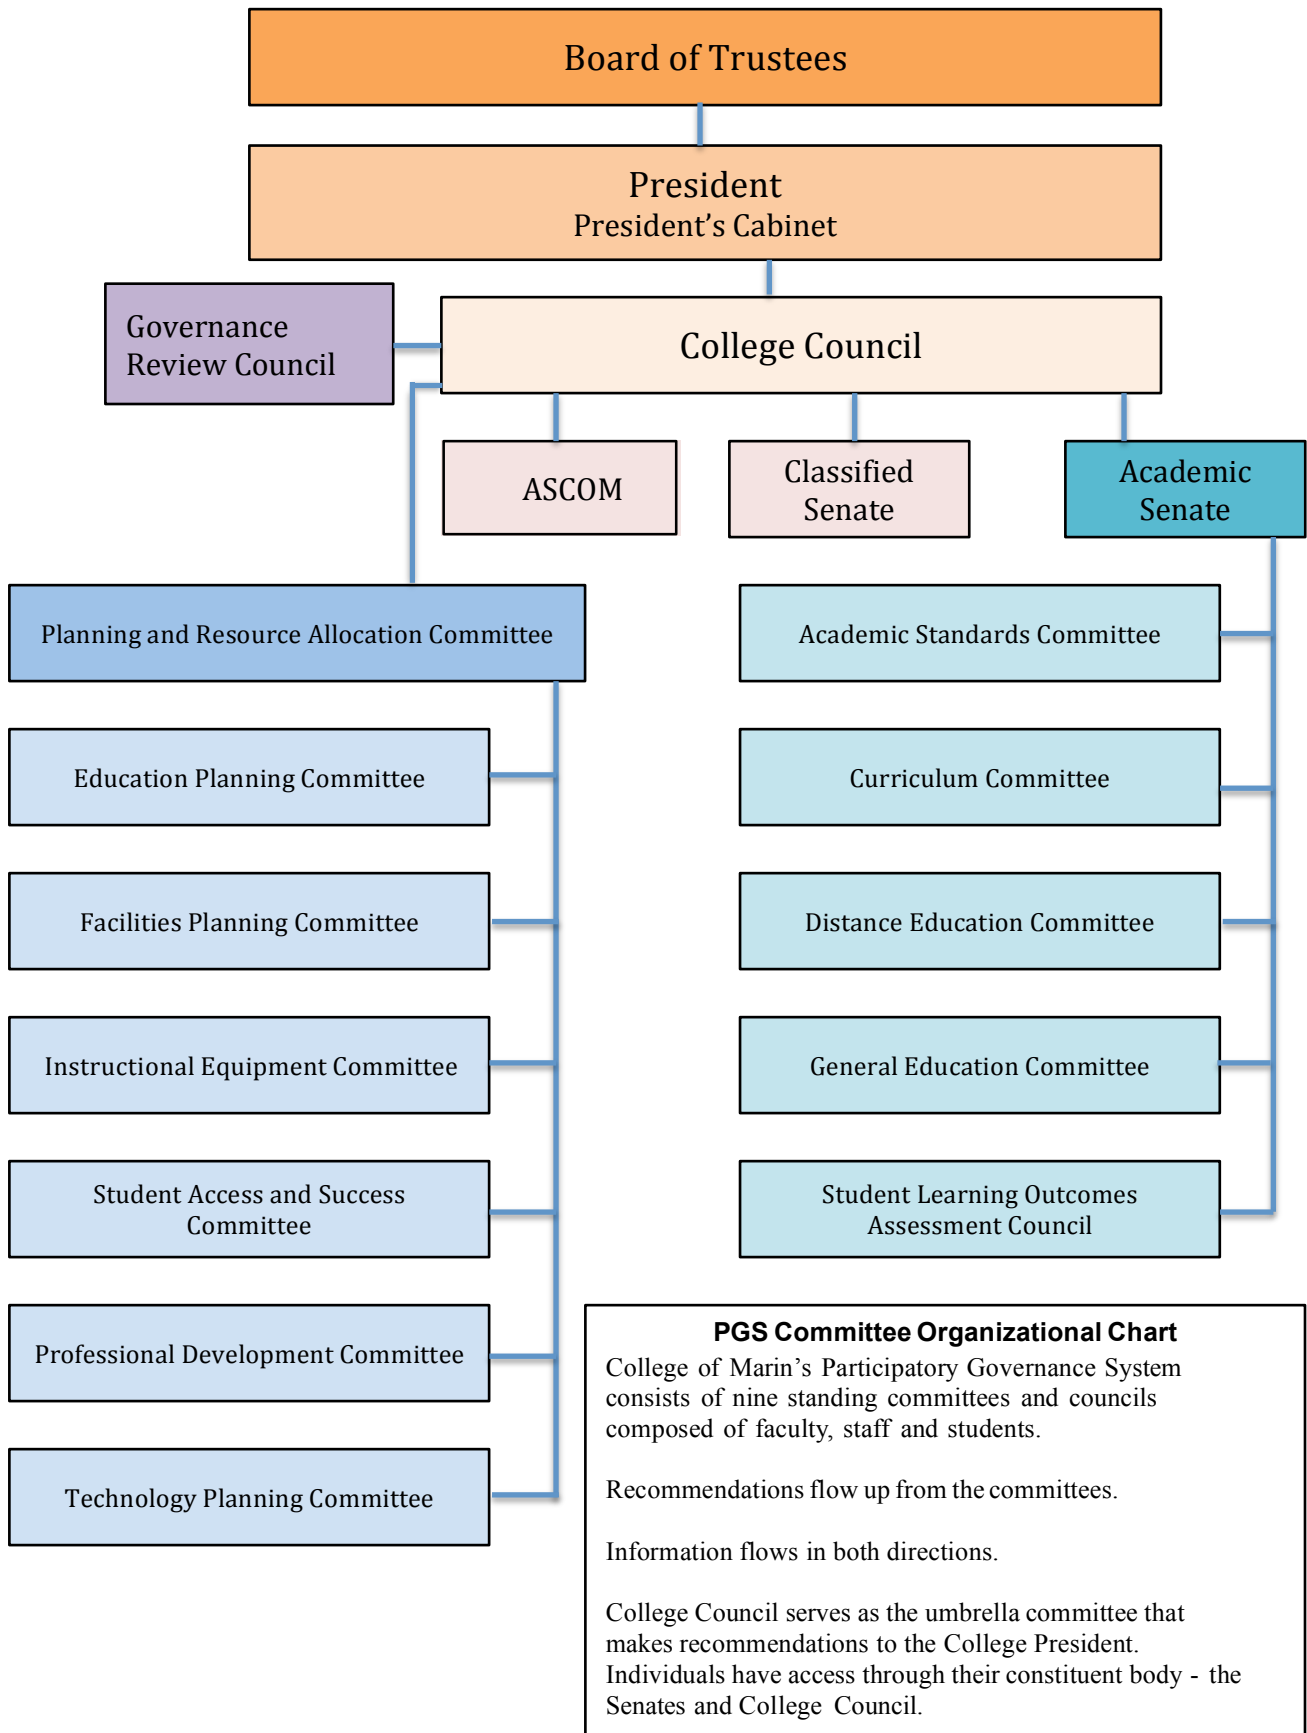 Board of Trustees
President
President’s Cabinet
Governance
Review Council
College Council
ASCOM
Classified
Senate
Academic
Senate
Planning and Resource Allocation Committee
Education Planning Committee
Facilities Planning Committee
Instructional Equipment Committee
Student Access and Success
Committee
Professional Development Committee
Technology Planning Committee
Academic Standards Committee
Curriculum Committee
Distance Education Committee
General Education Committee
Student Learning Outcomes
Assessment Council
PGS Committee Organizational Chart
College of Marin’s Participatory Governance System
consists of nine standing committees and councils
composed of faculty, staff and students.
Recommendations flow up from the committees.
Information flows in both directions.
College Council serves as the umbrella committee that
makes recommendations to the College President.
Individuals have access through their constituent body - the
Senates and College Council.